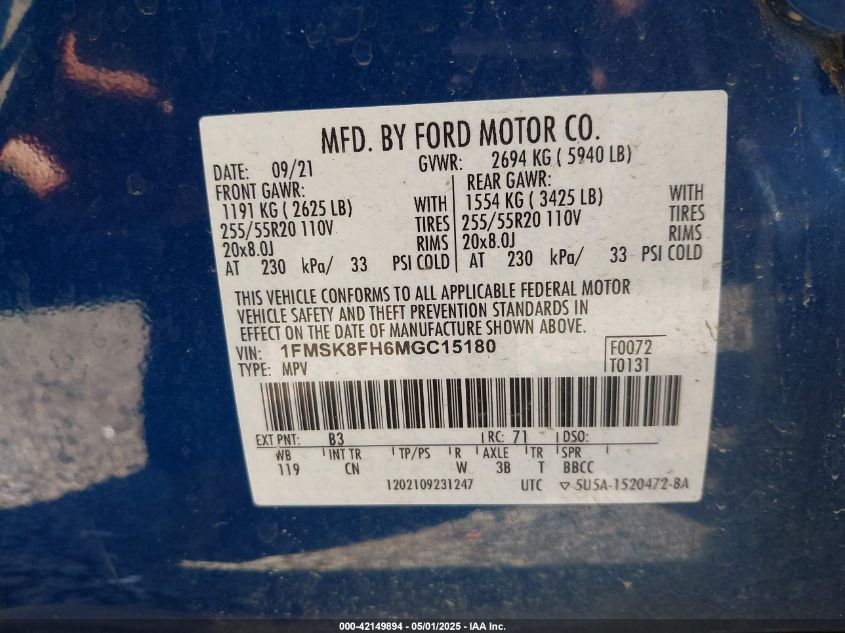 MFD. BY FORD MOTOR CO.
DATE: 09/21 GVWR: 2694 KG ( 5940 LB)
FRONT GAWR: REAR GAWR:
1191 KG ( 2625 LB) WITH 1554 KG ( 3425 LB) WITH
255/55R20 110V TIRES 255/55R20 110V TIRES
20x8.0J RIMS 20x8.0J RIMS
AT 230 kPa/ 33 PSI COLD AT 230 kPa/ 33 PSI COLD
THIS VEHICLE CONFORMS TO ALL APPLICABLE FEDERAL MOTOR
VEHICLE SAFETY AND THEFT PREVENTION STANDARDS IN
EFFECT ON THE DATE OF MANUFACTURE SHOWN ABOVE.
VIN: 1FMSK8FH6MGC15180 F0072
TYPE: MPV T0131
EXT PNT: B3 RC: 71 DSO:
WB INT TR TP/PS R AXLE TR SPR
119 CN W 3B T BBCC
1202109231247 UTC ▽ 5U5A-1520472-BA
000-42149894 - 05/01/2025 - IAA Inc.